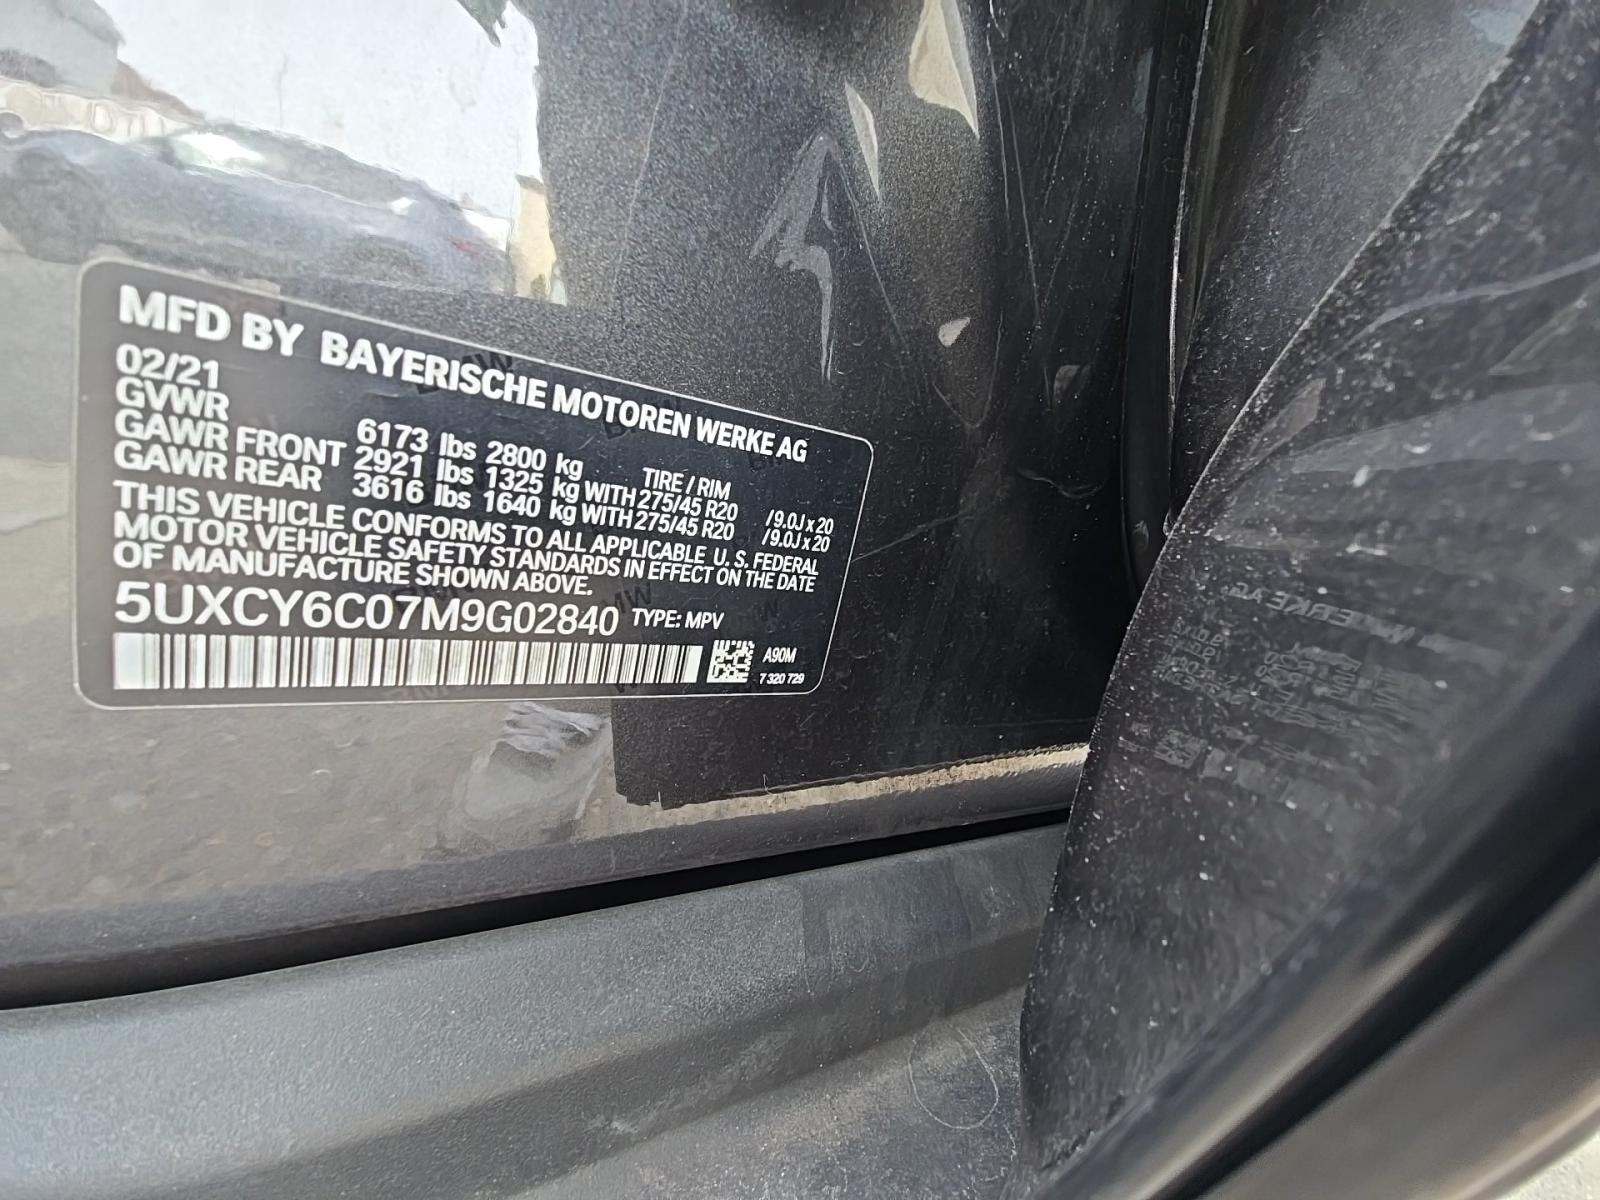 MFD BY BAYERISCHE MOTOREN WERKE AG
02/21
GVWR 6173 lbs 2800 kg TIRE / RIM
GAWR FRONT 2921 lbs 1325 kg WITH 275/45 R20 /9.0J x 20
GAWR REAR 3616 lbs 1640 kg WITH 275/45 R20 /9.0J x 20
THIS VEHICLE CONFORMS TO ALL APPLICABLE U. S. FEDERAL
MOTOR VEHICLE SAFETY STANDARDS IN EFFECT ON THE DATE
OF MANUFACTURE SHOWN ABOVE.
5UXCY6C07M9G02840 TYPE: MPV
A90M
7 320 729